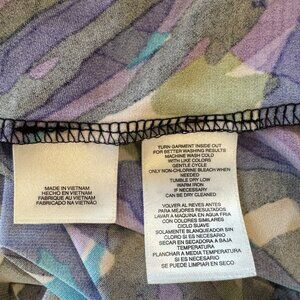 MADE IN VIETNAM
HECHO EN VIETNAM
FABRIQUE AU VIETNAM
FABRICADO NA VIETNÃO
TURN GARMENT INSIDE OUT
FOR BETTER WASHING RESULTS
MACHINE WASH COLD
WITH LIKE COLORS
GENTLE CYCLE
ONLY NON-CHLORINE BLEACH WHEN
NEEDED
TUMBLE DRY LOW
WARM IRON
IF NECESSARY
CAN BE DRY CLEANED
VOLVER AL REVES ANTES
PARA MEJORES RESULTADOS
LAVAR A MAQUINA EN AGUA FRIA
CON COLORES SIMILARES
CICLO SUAVE
SOLAMENTE BLANQUEADOR SIN
CLORO SI ES NECESARIO
SECAR EN SECADORA A BAJA
TEMPERATURA
PLANCHAR A MEDIA TEMPERATURA
SI ES NECESARIO
SE PUEDE LIMPIAR EN SECO